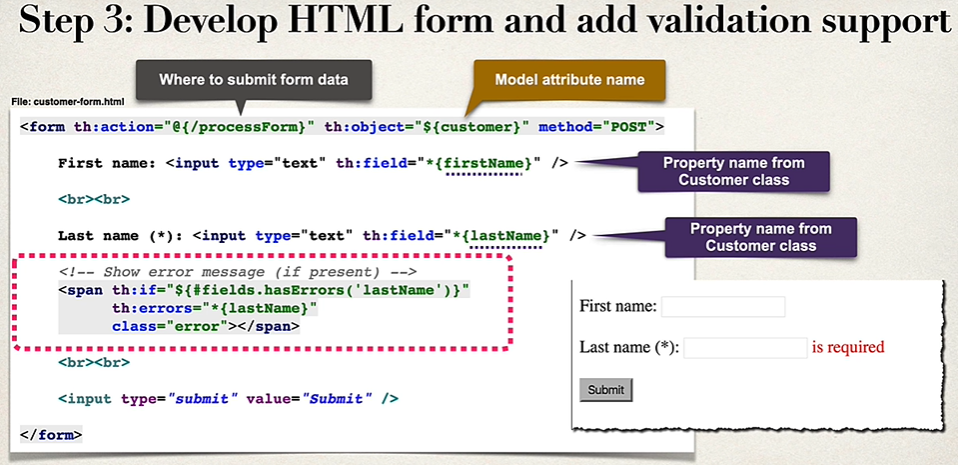 Step 3: Develop HTML form and add validation support
Where to submit form data
Model attribute name
File: customer-form.html
<form th:action="@{/processForm}" th:object="${customer}" method="POST">
First name: <input type="text" th:field="*{firstName}" />
Property name from
Customer class
<br><br>
Last name (*): <input type="text" th:field="*{lastName}" />
Property name from
Customer class
<!-- Show error message (if present) -->
<span th:if="${#fields.hasErrors('lastName')}"
th:errors="*{lastName}"
class="error"></span>
<br><br>
<input type="submit" value="Submit" />
</form>
First name:
Last name (*): is required
Submit